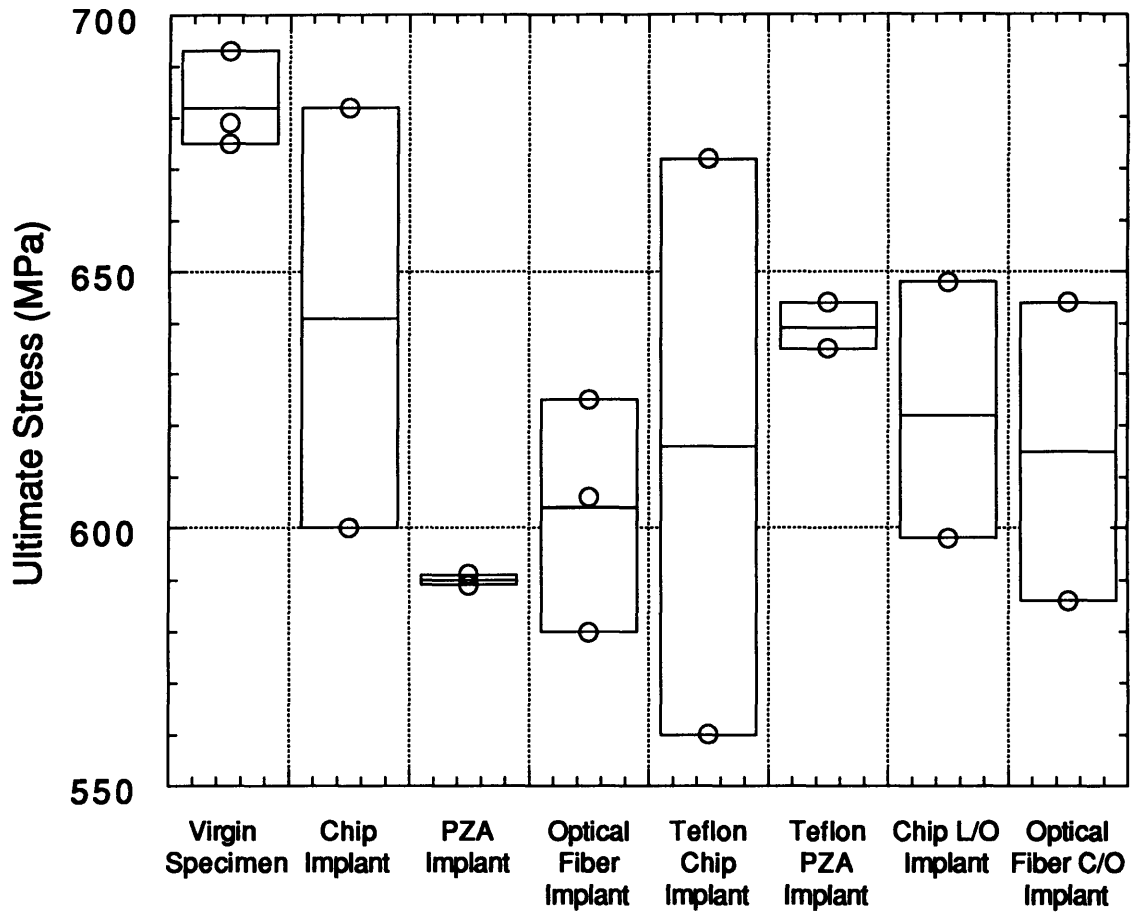 700
650
600
550
Ultimate Stress (MPa)
Virgin Specimen
Chip Implant
PZA Implant
Optical Fiber Implant
Teflon Chip Implant
Teflon PZA Implant
Chip L/O Implant
Optical Fiber C/O Implant